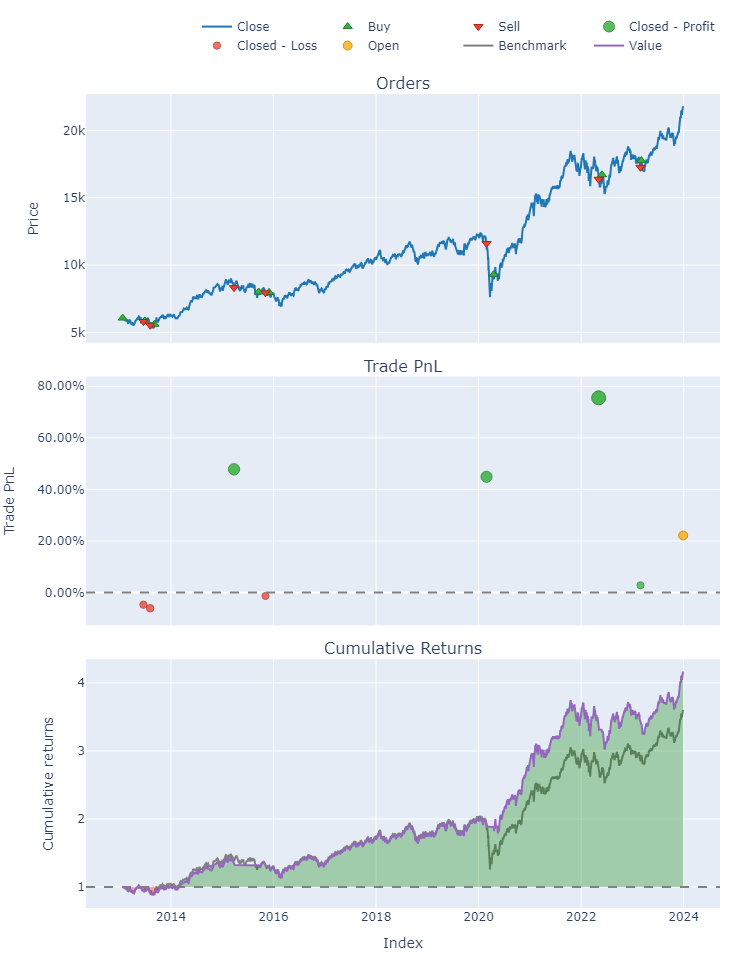 Close Buy Sell Closed - Profit
Closed - Loss Open Benchmark Value
Orders
20k
15k
10k
5k
Price
Trade PnL
80.00%
60.00%
40.00%
20.00%
0.00%
Trade PnL
Cumulative Returns
4
3
2
1
Cumulative returns
2014 2016 2018 2020 2022 2024
Index